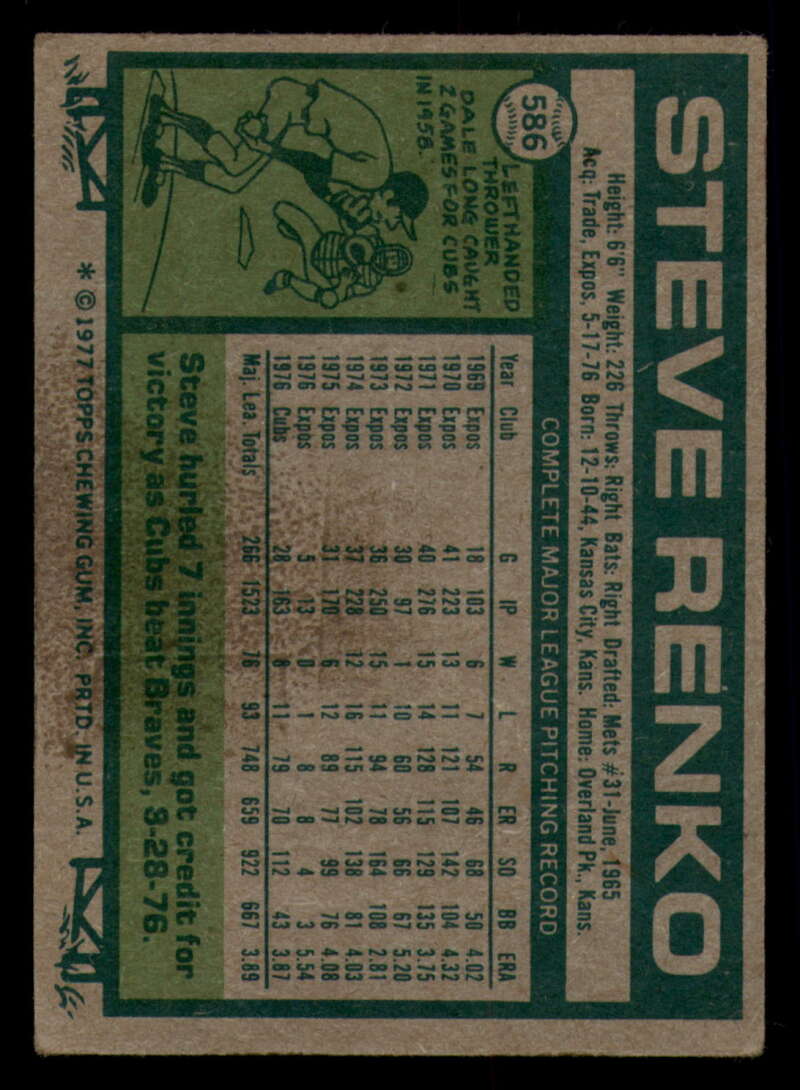 586
STEVE RENKO
Height: 6'6" Weight: 226 Throws: Right Bats: Right Drafted: Mets #31-June, 1965
Acq: Trade, Expos, 5-17-76 Born: 12-10-44, Kansas City, Kans. Home: Overland Pk., Kans.
LEFT HANDED
THROWER
DALE LONG CAUGHT
2 GAMES FOR CUBS
IN 1958.
COMPLETE MAJOR LEAGUE PITCHING RECORD
Year Club G IP W L R ER SO BB ERA
1969 Expos 18 103 6 7 54 46 68 50 4.02
1970 Expos 41 223 13 11 121 107 142 104 4.32
1971 Expos 40 276 15 14 128 115 129 135 3.75
1972 Expos 30 97 1 10 60 56 66 67 5.20
1973 Expos 36 250 15 11 94 78 164 108 2.81
1974 Expos 37 228 12 16 115 102 138 81 4.03
1975 Expos 31 170 6 12 89 77 99 76 4.08
1976 Expos 5 13 0 1 8 8 4 3 5.54
1976 Cubs 28 163 8 11 79 70 112 43 3.87
Maj. Lea. Totals 266 1523 76 93 748 659 922 667 3.89
Steve hurled 7 innings and got credit for
victory as Cubs beat Braves, 8-28-76.
* © 1977 TOPPS CHEWING GUM, INC. PRTD. IN U.S.A.